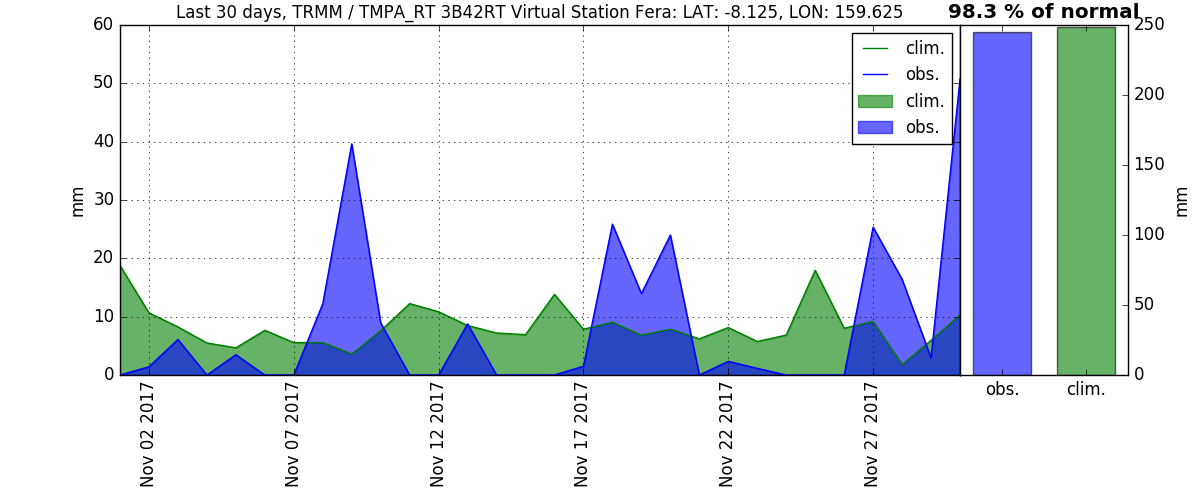 Last 30 days, TRMM / TMPA_RT 3B42RT Virtual Station Fera: LAT: -8.125, LON: 159.625
98.3 % of normal
60
50
40
30
20
10
0
mm
clim.
obs.
clim.
obs.
250
200
150
100
50
0
mm
obs.
clim.
Nov 02 2017
Nov 07 2017
Nov 12 2017
Nov 17 2017
Nov 22 2017
Nov 27 2017